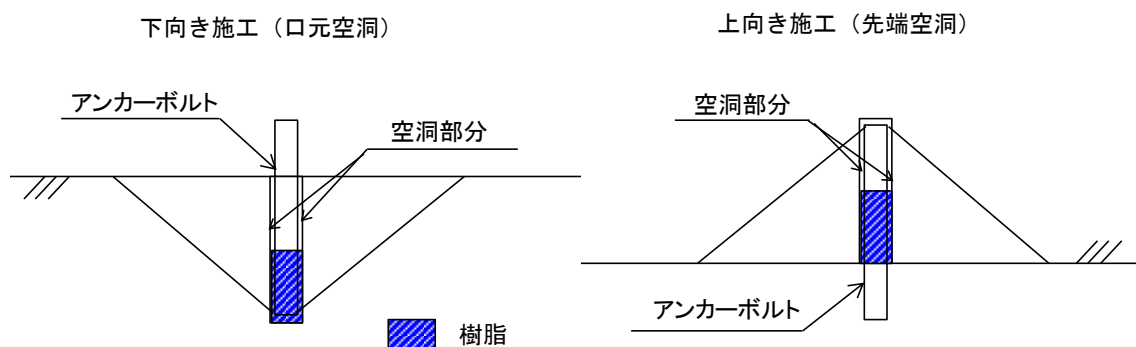 下向き施工（口元空洞）
アンカーボルト
空洞部分
樹脂
上向き施工（先端空洞）
空洞部分
アンカーボルト